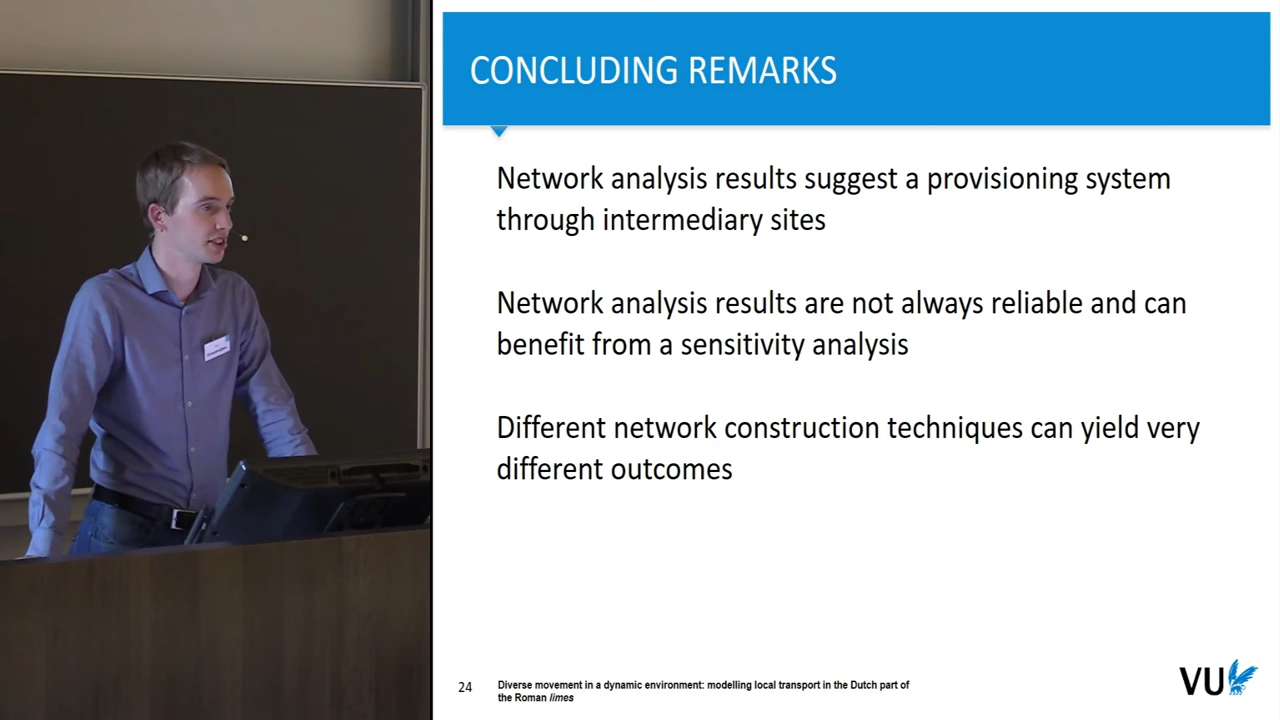 CONCLUDING REMARKS
Network analysis results suggest a provisioning system
through intermediary sites
Network analysis results are not always reliable and can
benefit from a sensitivity analysis
Different network construction techniques can yield very
different outcomes
24
Diverse movement in a dynamic environment: modelling local transport in the Dutch part of
the Roman limes
VU